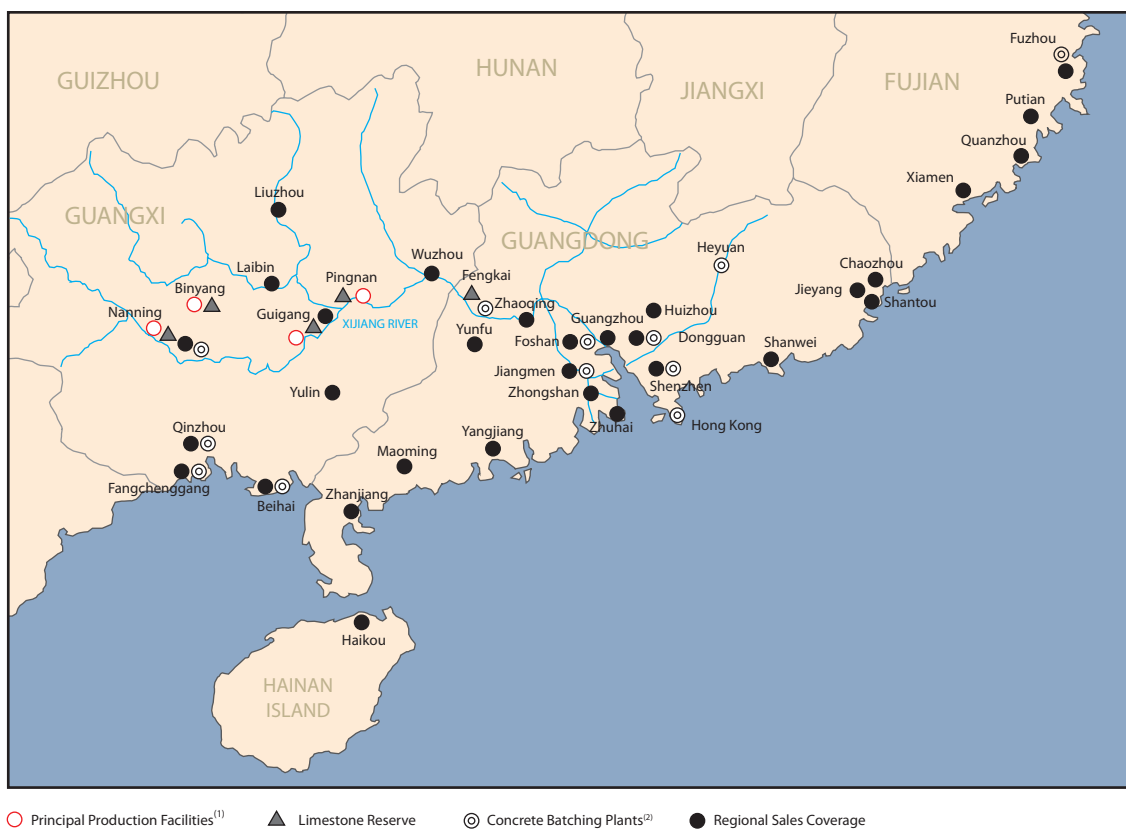 Fuzhou
GUIZHOU
HUNAN
JIANGXI
FUJIAN
Putian
Quanzhou
Xiamen
Liuzhou
GUANGXI
GUANGDONG
Heyuan
Wuzhou
Chaozhou
Laibin
Pingnan
Fengkai
Binyang
Jieyang
Shantou
Nanning
Guigang
XIJIANG RIVER
Zhaoqing
Guangzhou
Huizhou
Yunfu
Foshan
Dongguan
Shanwei
Jiangmen
Shenzhen
Yulin
Zhongshan
Zhuhai
Hong Kong
Qinzhou
Yangjiang
Maoming
Fangchenggang
Beihai
Zhanjiang
Haikou
HAINAN
ISLAND
Principal Production Facilities(1)
Limestone Reserve
Concrete Batching Plants(2)
Regional Sales Coverage